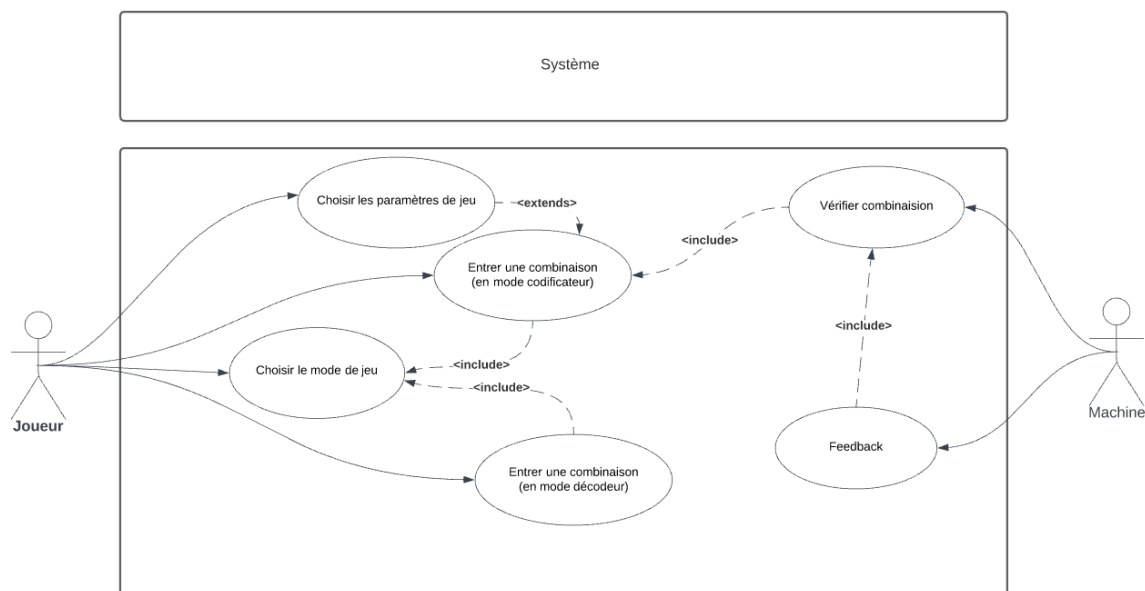 Système
Choisir les paramètres de jeu
<extends>
Vérifier combinaision
<include>
Entrer une combinaison
(en mode codificateur)
<include>
Choisir le mode de jeu
<include>
<include>
Joueur
Machine
Feedback
Entrer une combinaison
(en mode décodeur)